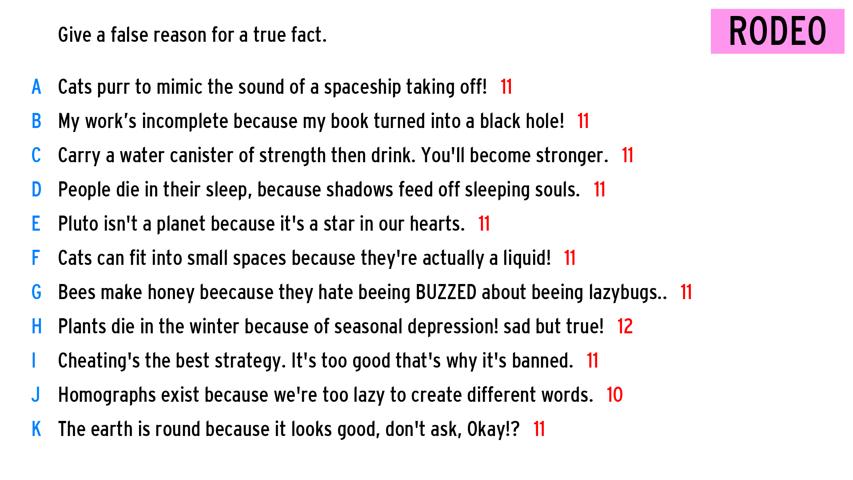 Give a false reason for a true fact.
RODEO
A Cats purr to mimic the sound of a spaceship taking off! 11
B My work's incomplete because my book turned into a black hole! 11
C Carry a water canister of strength then drink. You'll become stronger. 11
D People die in their sleep, because shadows feed off sleeping souls. 11
E Pluto isn't a planet because it's a star in our hearts. 11
F Cats can fit into small spaces because they're actually a liquid! 11
G Bees make honey beecause they hate beeing BUZZED about beeing lazybugs.. 11
H Plants die in the winter because of seasonal depression! sad but true! 12
I Cheating's the best strategy. It's too good that's why it's banned. 11
J Homographs exist because we're too lazy to create different words. 10
K The earth is round because it looks good, don't ask, Okay!? 11